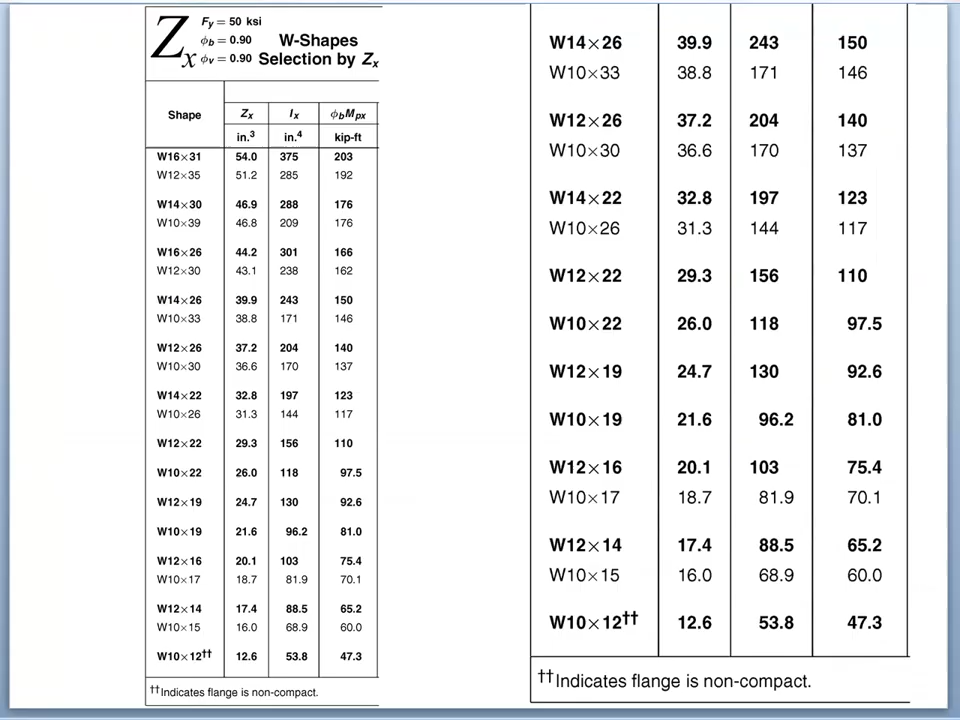 Zx
Fy = 50 ksi
ϕb = 0.90
ϕv = 0.90
W-Shapes
Selection by Zx
Shape Zx Ix ϕbMpx
in.3 in.4 kip-ft
W16×31 54.0 375 203
W12×35 51.2 285 192
W14×30 46.9 288 176
W10×39 46.8 209 176
W16×26 44.2 301 166
W12×30 43.1 238 162
W14×26 39.9 243 150
W10×33 38.8 171 146
W12×26 37.2 204 140
W10×30 36.6 170 137
W14×22 32.8 197 123
W10×26 31.3 144 117
W12×22 29.3 156 110
W10×22 26.0 118 97.5
W12×19 24.7 130 92.6
W10×19 21.6 96.2 81.0
W12×16 20.1 103 75.4
W10×17 18.7 81.9 70.1
W12×14 17.4 88.5 65.2
W10×15 16.0 68.9 60.0
W10×12†† 12.6 53.8 47.3
††Indicates flange is non-compact.
W14×26 39.9 243 150
W10×33 38.8 171 146
W12×26 37.2 204 140
W10×30 36.6 170 137
W14×22 32.8 197 123
W10×26 31.3 144 117
W12×22 29.3 156 110
W10×22 26.0 118 97.5
W12×19 24.7 130 92.6
W10×19 21.6 96.2 81.0
W12×16 20.1 103 75.4
W10×17 18.7 81.9 70.1
W12×14 17.4 88.5 65.2
W10×15 16.0 68.9 60.0
W10×12†† 12.6 53.8 47.3
††Indicates flange is non-compact.